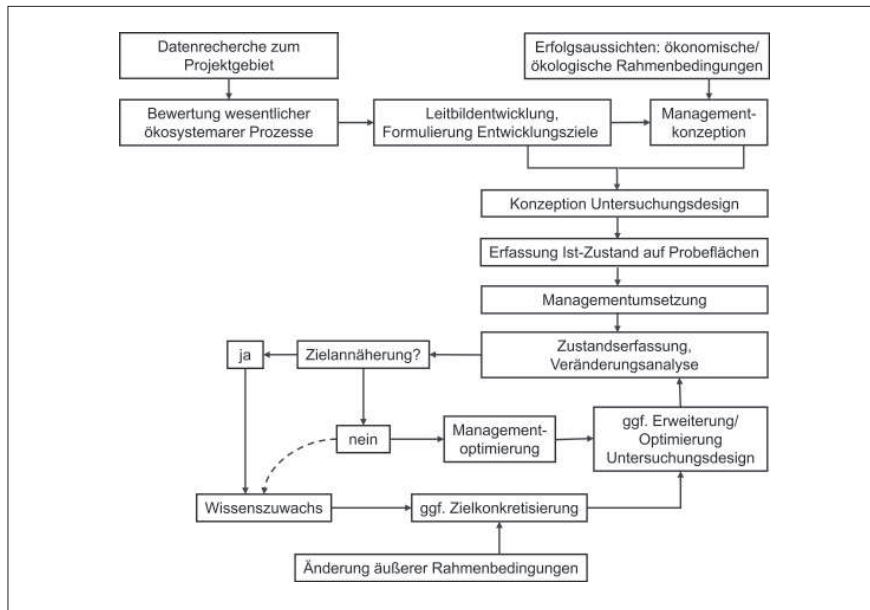 Datenrecherche zum
Projektgebiet
Erfolgsaussichten: ökonomische/
ökologische Rahmenbedingungen
Bewertung wesentlicher
ökosystemarer Prozesse
Leitbildentwicklung,
Formulierung Entwicklungsziele
Management-
konzeption
Konzeption Untersuchungsdesign
Erfassung Ist-Zustand auf Probeflächen
Managementumsetzung
ja
Zielannäherung?
Zustandserfassung,
Veränderungsanalyse
nein
Management-
optimierung
ggf. Erweiterung/
Optimierung
Untersuchungsdesign
Wissenszuwachs
ggf. Zielkonkretisierung
Änderung äußerer Rahmenbedingungen